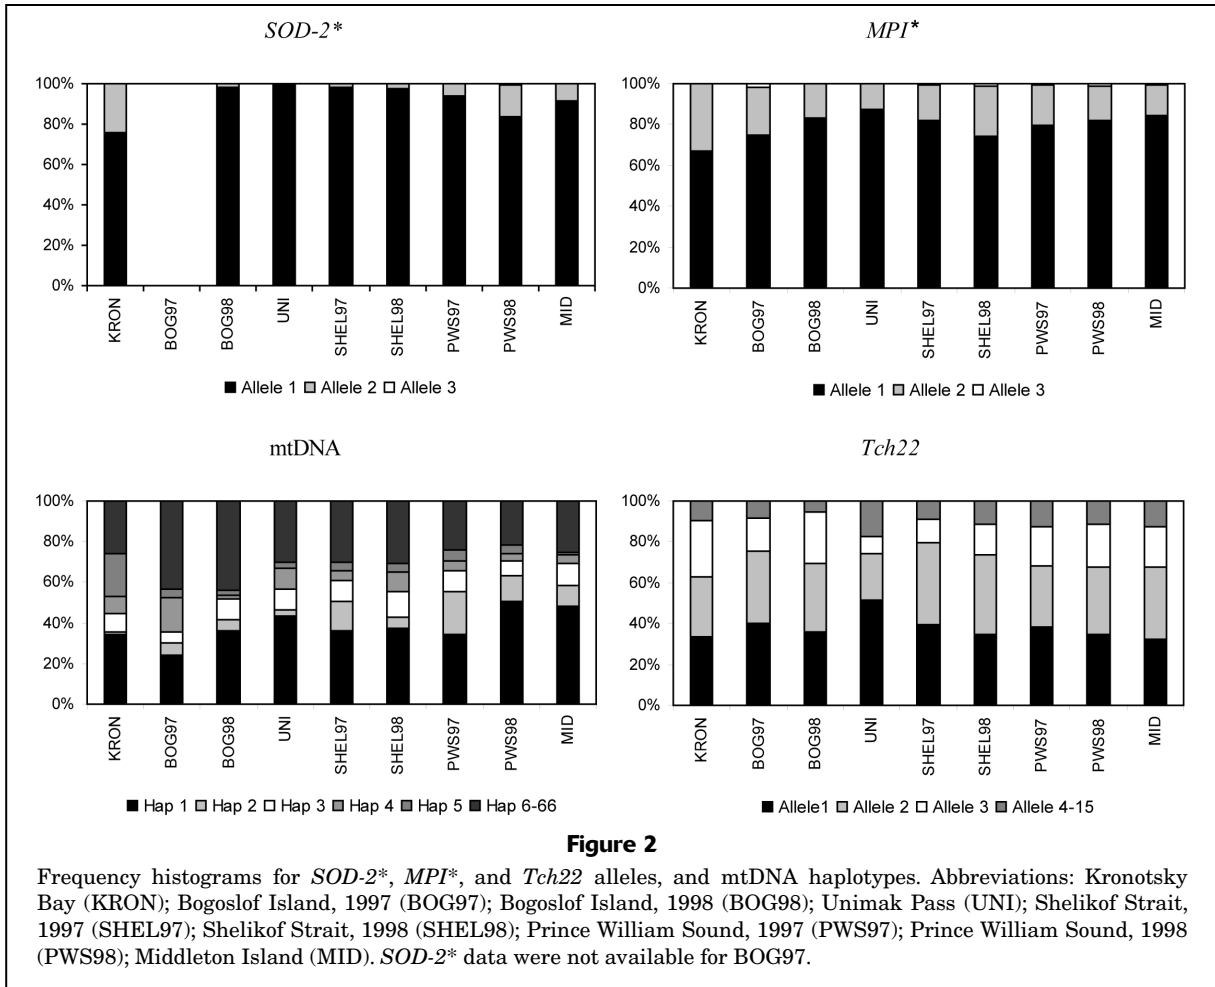 SOD-2*
100%
80%
60%
40%
20%
0%
KRON
BOG97
BOG98
UNI
SHEL97
SHEL98
PWS97
PWS98
MID
Allele 1 Allele 2 Allele 3
MPI*
100%
80%
60%
40%
20%
0%
KRON
BOG97
BOG98
UNI
SHEL97
SHEL98
PWS97
PWS98
MID
Allele 1 Allele 2 Allele 3
mtDNA
100%
80%
60%
40%
20%
0%
KRON
BOG97
BOG98
UNI
SHEL97
SHEL98
PWS97
PWS98
MID
Hap 1 Hap 2 Hap 3 Hap 4 Hap 5 Hap 6-66
Tch22
100%
80%
60%
40%
20%
0%
KRON
BOG97
BOG98
UNI
SHEL97
SHEL98
PWS97
PWS98
MID
Allele1 Allele 2 Allele 3 Allele 4-15
Figure 2
Frequency histograms for SOD-2*, MPI*, and Tch22 alleles, and mtDNA haplotypes. Abbreviations: Kronotsky
Bay (KRON); Bogoslof Island, 1997 (BOG97); Bogoslof Island, 1998 (BOG98); Unimak Pass (UNI); Shelikof Strait,
1997 (SHEL97); Shelikof Strait, 1998 (SHEL98); Prince William Sound, 1997 (PWS97); Prince William Sound, 1998
(PWS98); Middleton Island (MID). SOD-2* data were not available for BOG97.